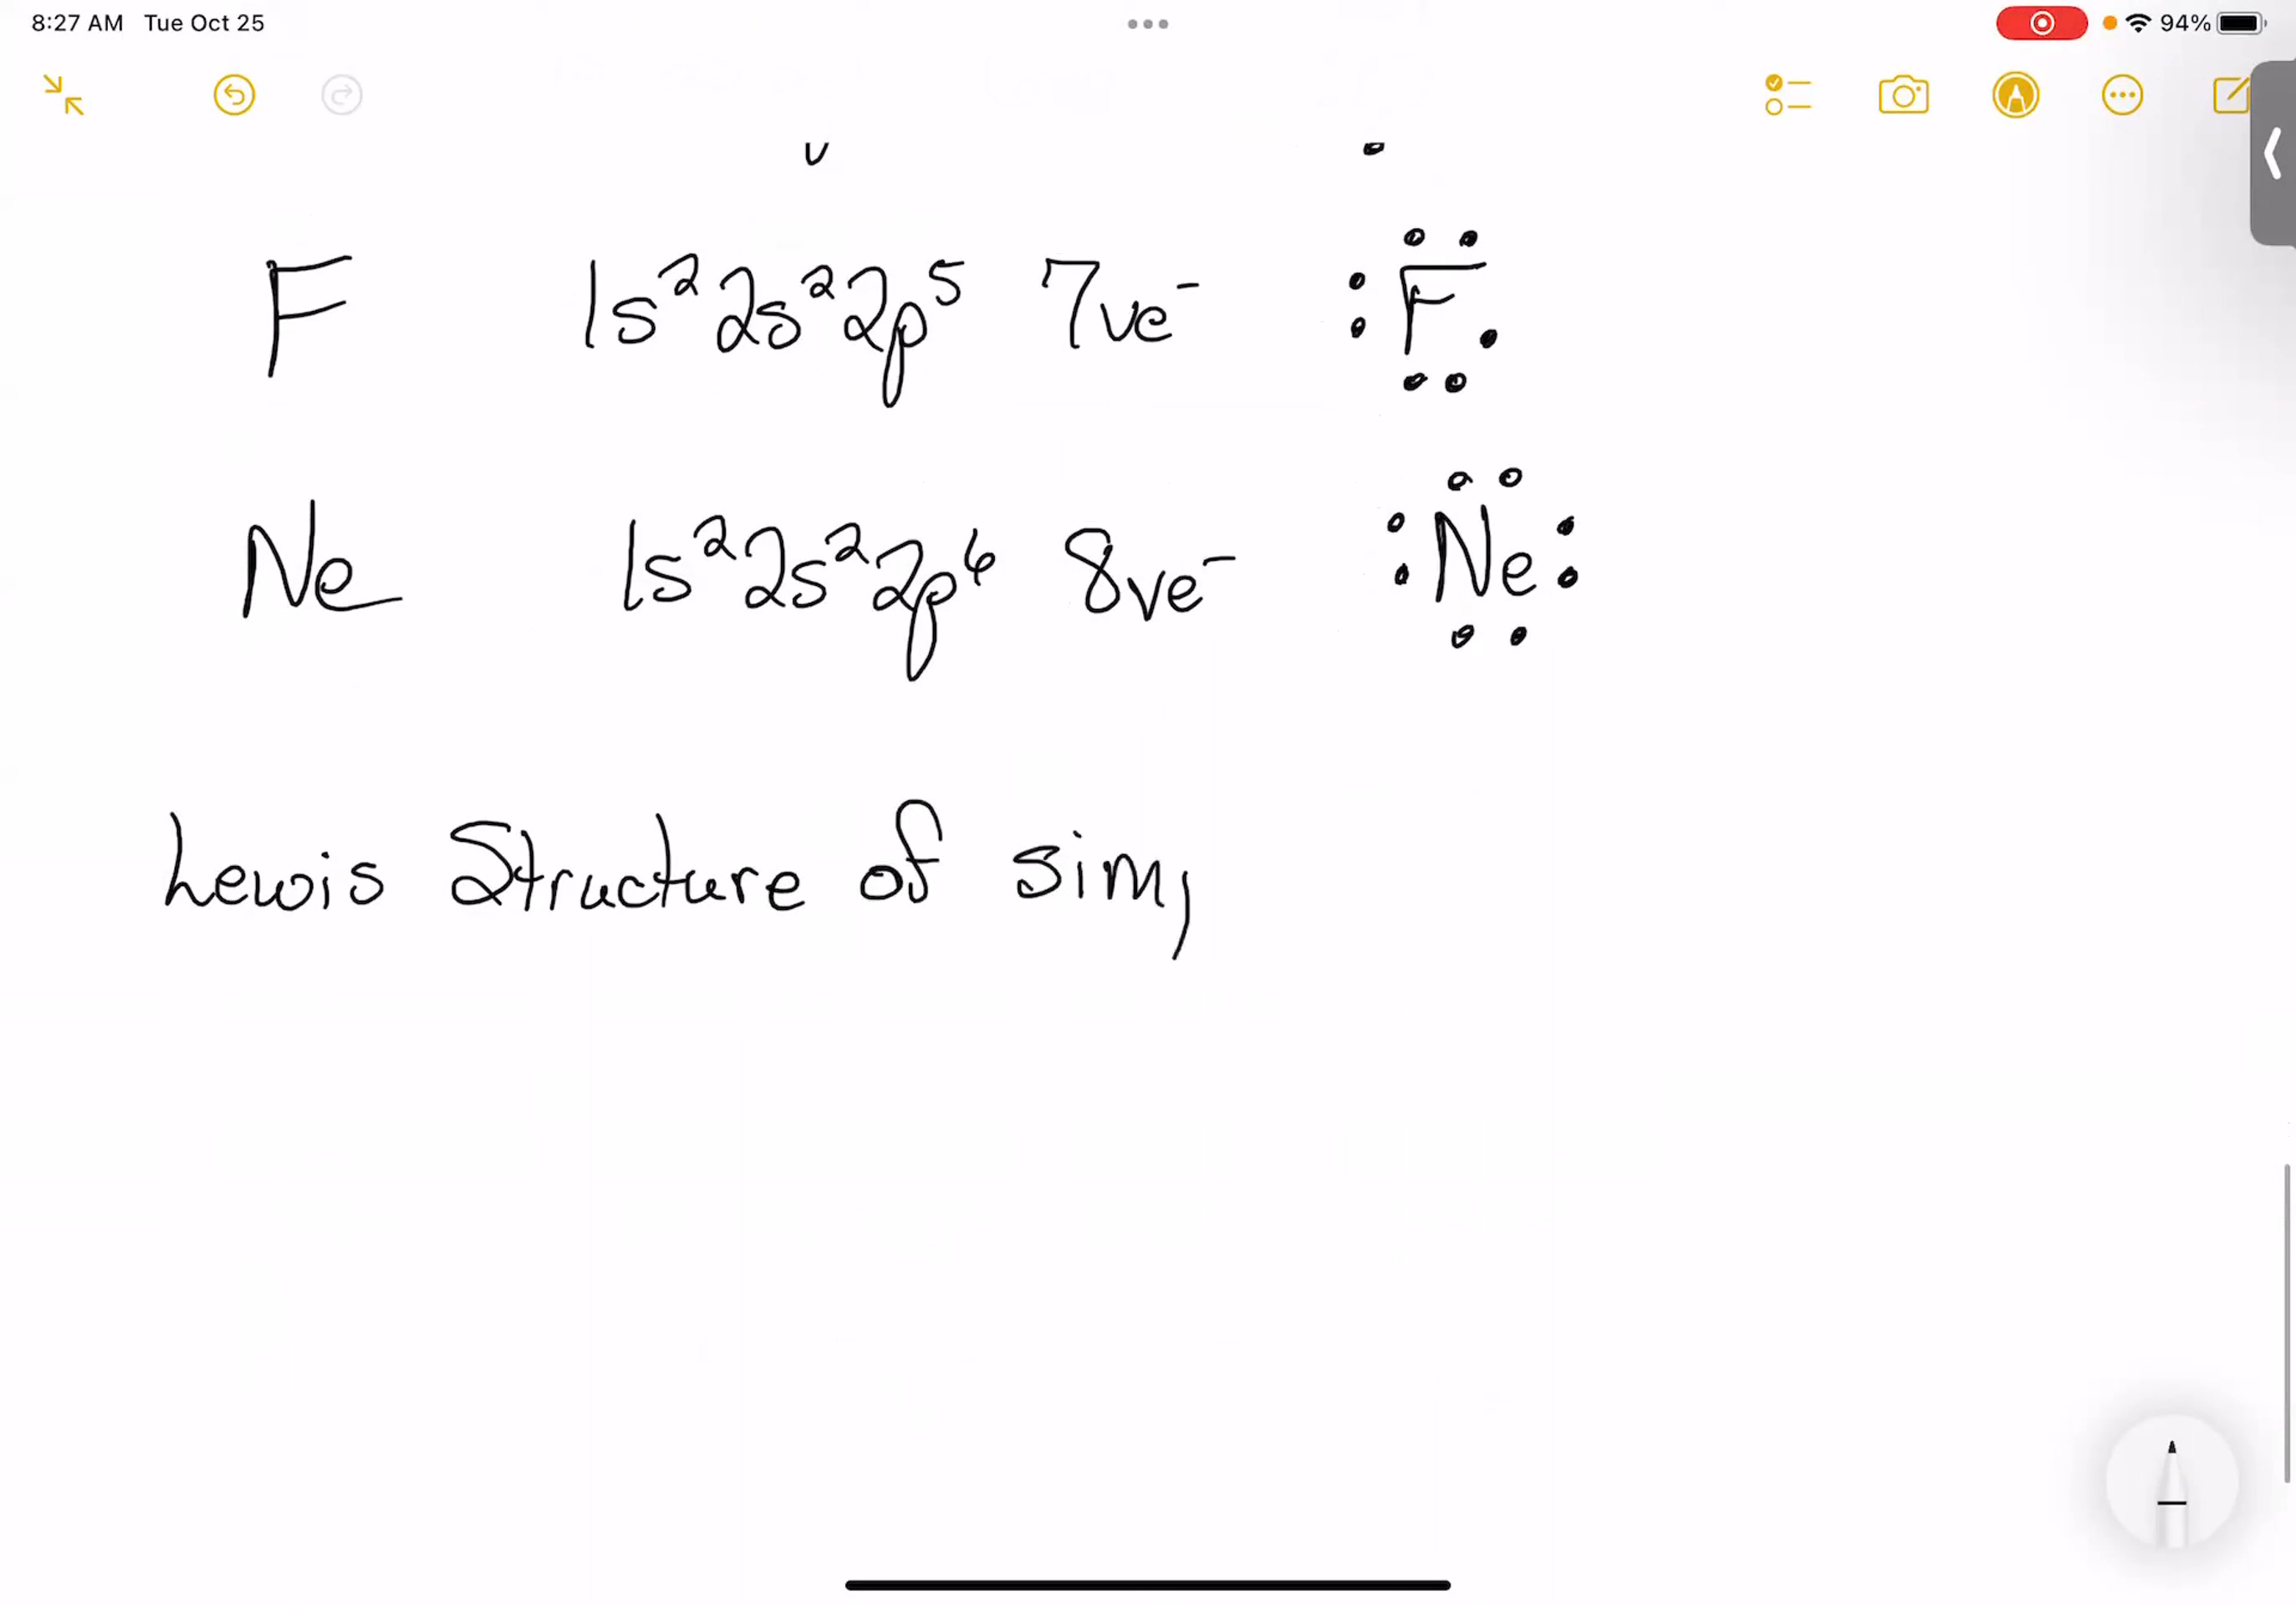 8:27 AM Tue Oct 25 94%
F 1s²2s²2p⁵ 7ve⁻ F
Ne 1s²2s²2p⁶ 8ve⁻ Ne
Lewis Structure of sim